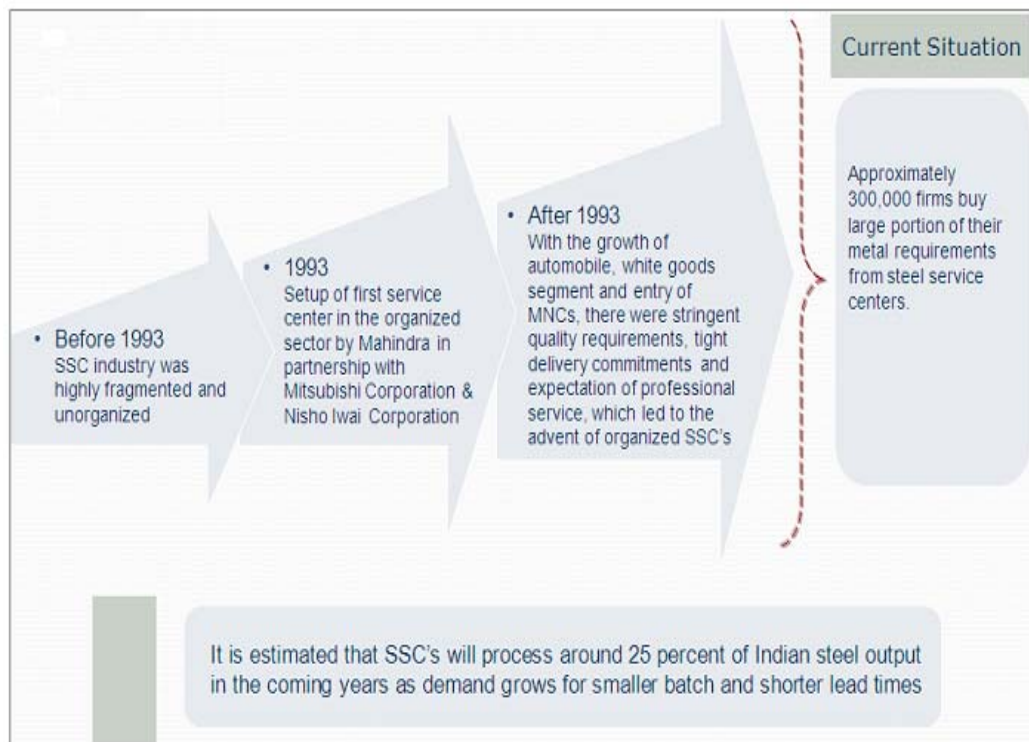 • Before 1993
SSC industry was
highly fragmented and
unorganized
• 1993
Setup of first service
center in the organized
sector by Mahindra in
partnership with
Mitsubishi Corporation &
Nisho Iwai Corporation
• After 1993
With the growth of
automobile, white goods
segment and entry of
MNCs, there were stringent
quality requirements, tight
delivery commitments and
expectation of professional
service, which led to the
advent of organized SSC's
Current Situation
Approximately
300,000 firms buy
large portion of their
metal requirements
from steel service
centers.
It is estimated that SSC's will process around 25 percent of Indian steel output
in the coming years as demand grows for smaller batch and shorter lead times